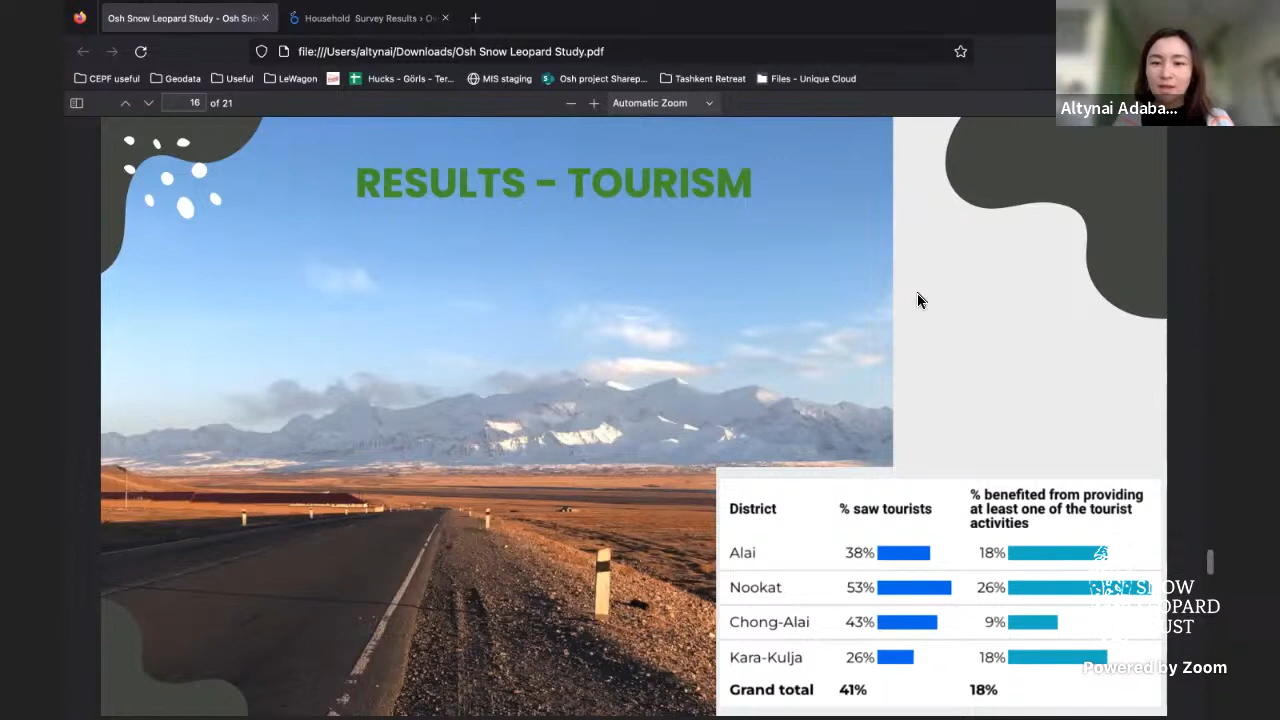 Osh Snow Leopard Study - Osh Sno
Household Survey Results › O
file:///Users/altynai/Downloads/Osh Snow Leopard Study.pdf
CEPF useful
Geodata
Useful
LeWagon
Hucks - Görls - Ter...
MIS staging
Osh project Sharep...
Tashkent Retreat
Files - Unique Cloud
16 of 21
Automatic Zoom
Altynai Adaba...
RESULTS - TOURISM
District % saw tourists % benefited from providing
at least one of the tourist
activities
Alai 38% 18%
Nookat 53% 26%
Chong-Alai 43% 9%
Kara-Kulja 26% 18%
Grand total 41% 18%
SNOW
LEOPARD
TRUST
Powered by Zoom